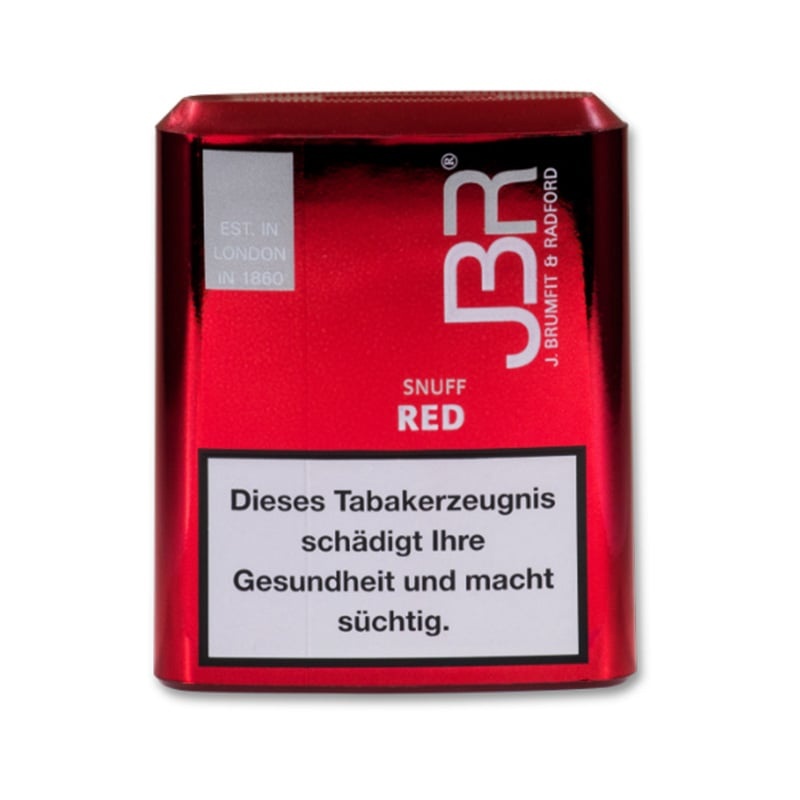 EST. IN
LONDON
IN 1860
JBR®
J. BRUMFIT & RADFORD
SNUFF
RED
Dieses Tabakerzeugnis
schädigt Ihre
Gesundheit und macht
süchtig.